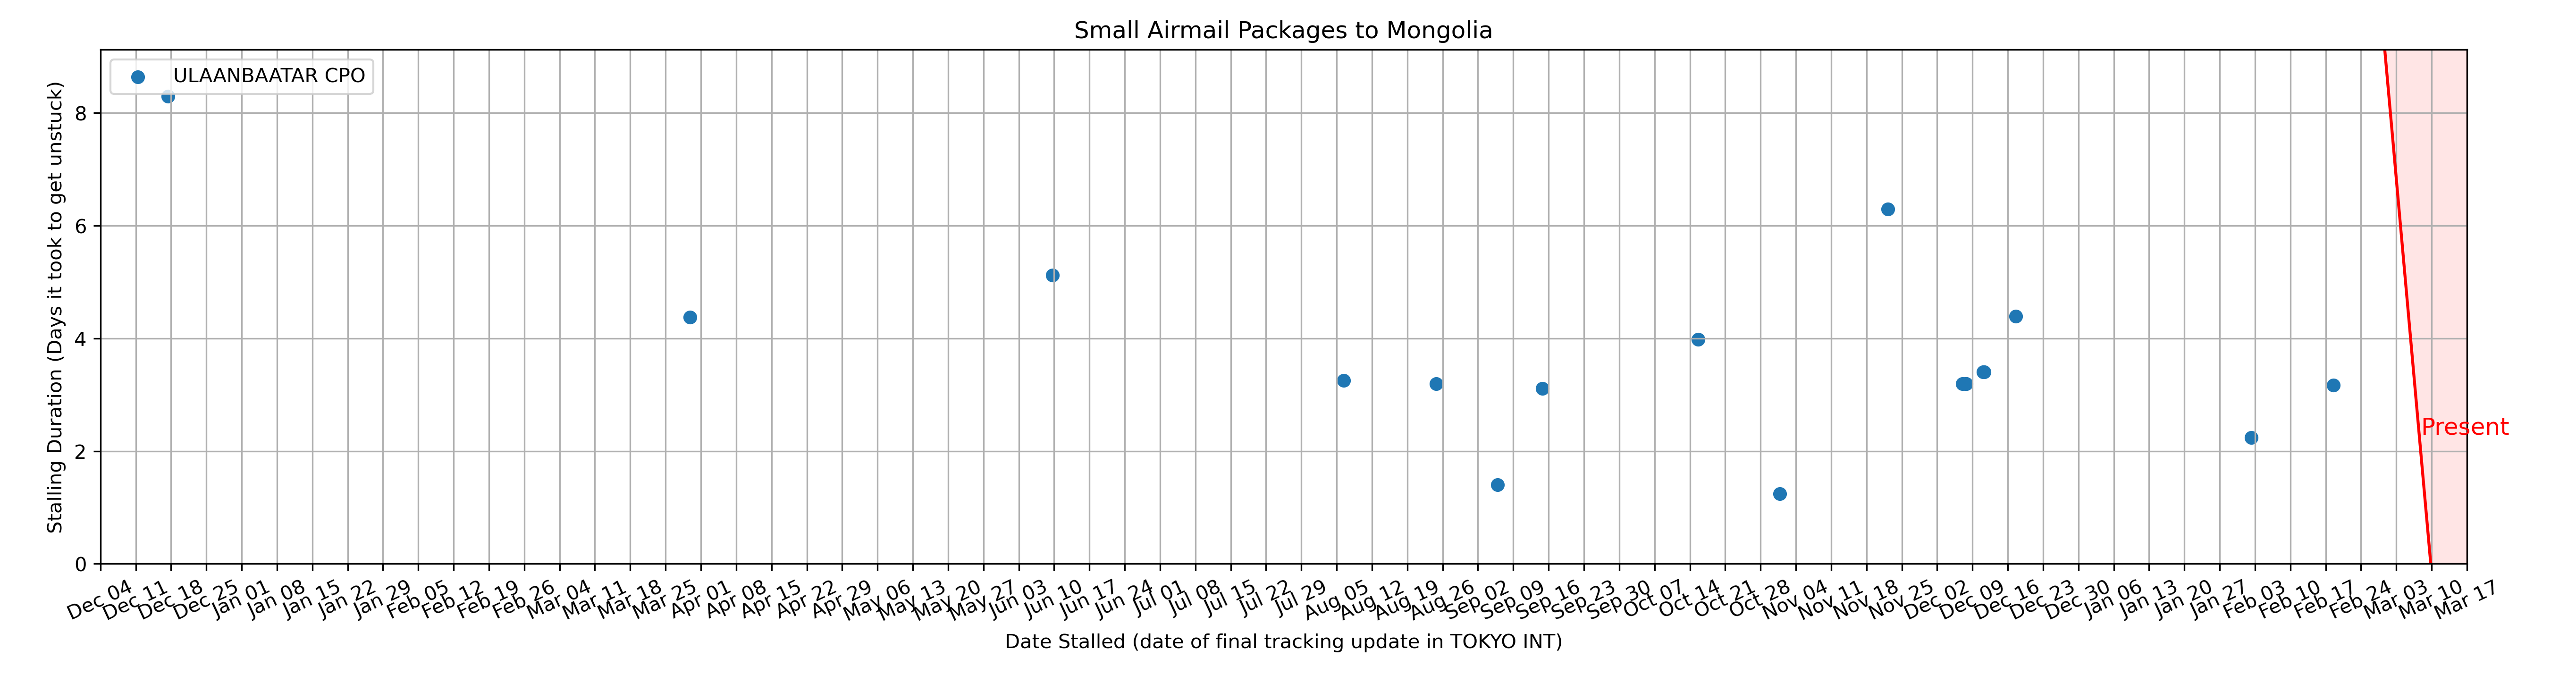 Small Airmail Packages to Mongolia
ULAANBAATAR CPO
Stalling Duration (Days it took to get unstuck)
8
6
4
2
0
Present
Dec 04 Dec 11 Dec 18 Dec 25 Jan 01 Jan 08 Jan 15 Jan 22 Jan 29 Feb 05 Feb 12 Feb 19 Feb 26 Mar 04 Mar 11 Mar 18 Mar 25 Apr 01 Apr 08 Apr 15 Apr 22 Apr 29 May 06 May 13 May 20 May 27 Jun 03 Jun 10 Jun 17 Jun 24 Jul 01 Jul 08 Jul 15 Jul 22 Jul 29 Aug 05 Aug 12 Aug 19 Aug 26 Sep 02 Sep 09 Sep 16 Sep 23 Sep 30 Oct 07 Oct 14 Oct 21 Oct 28 Nov 04 Nov 11 Nov 18 Nov 25 Dec 02 Dec 09 Dec 16 Dec 23 Dec 30 Jan 06 Jan 13 Jan 20 Jan 27 Feb 03 Feb 10 Feb 17 Feb 24 Mar 03 Mar 10 Mar 17
Date Stalled (date of final tracking update in TOKYO INT)